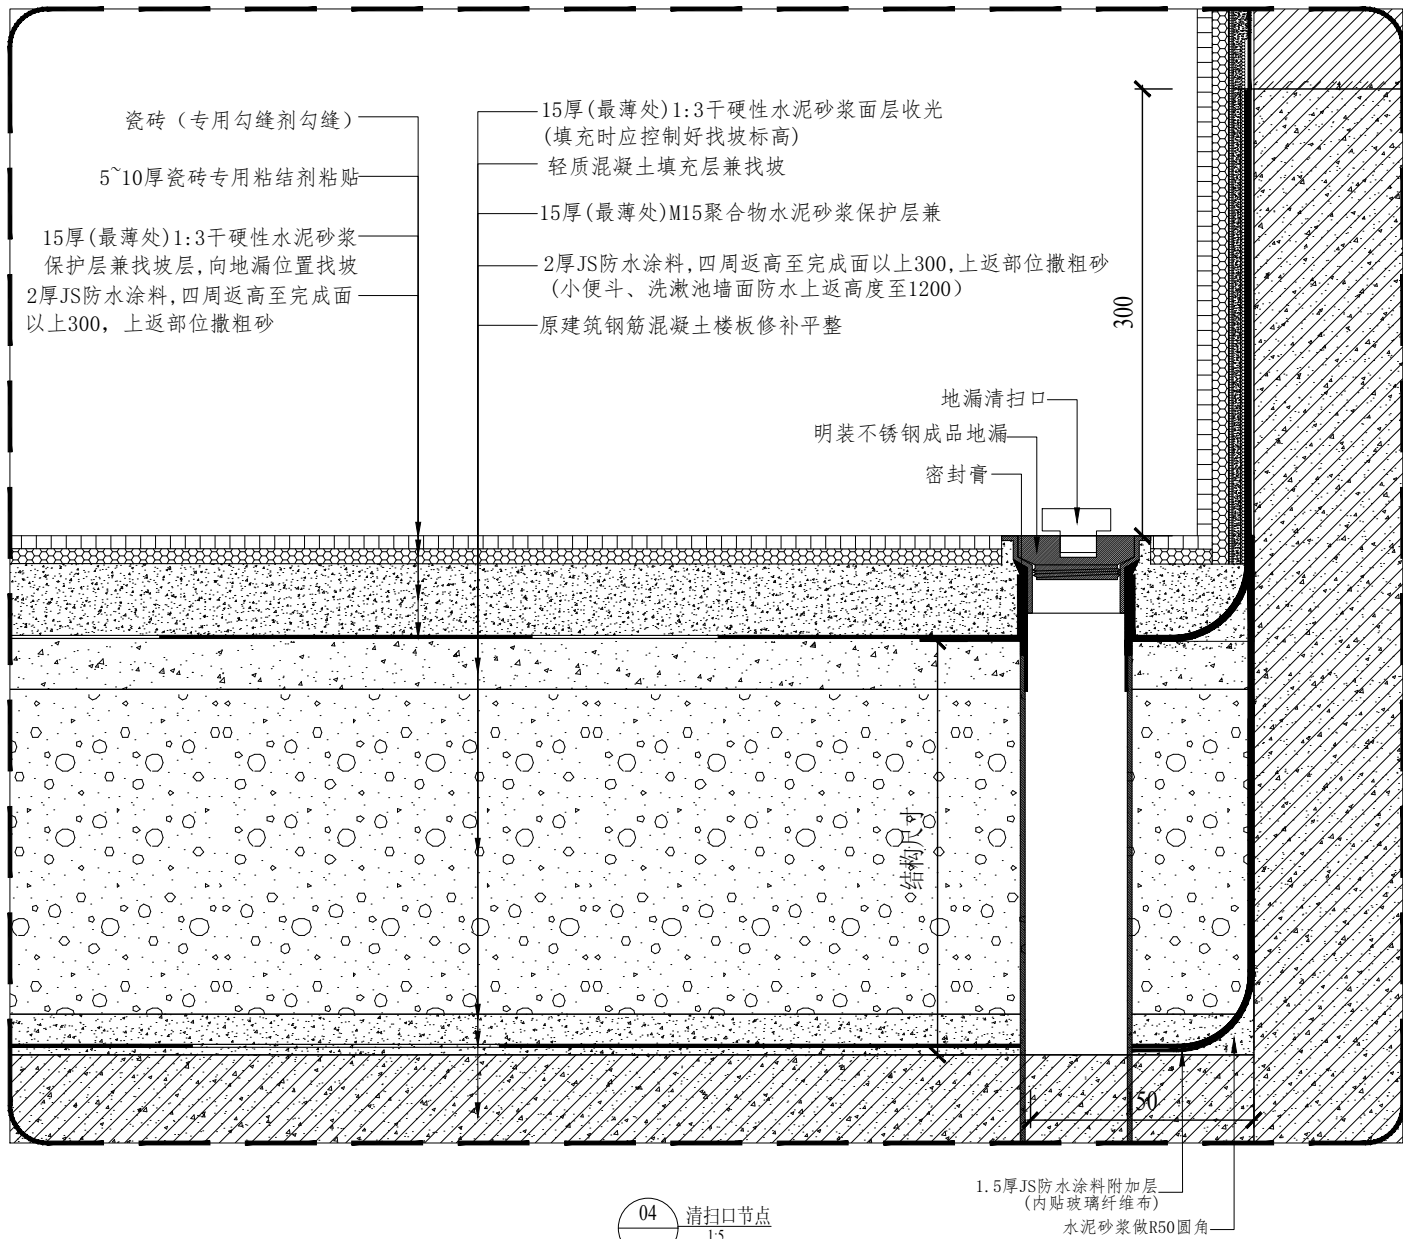 瓷砖（专用勾缝剂勾缝）
5~10厚瓷砖专用粘结剂粘贴
15厚(最薄处)1:3干硬性水泥砂浆
保护层兼找坡层,向地漏位置找坡
2厚JS防水涂料,四周返高至完成面
以上300，上返部位撒粗砂
15厚(最薄处)1:3干硬性水泥砂浆面层收光
(填充时应控制好找坡标高)
轻质混凝土填充层兼找坡
15厚(最薄处)M15聚合物水泥砂浆保护层兼
2厚JS防水涂料,四周返高至完成面以上300,上返部位撒粗砂
(小便斗、洗漱池墙面防水上返高度至1200)
原建筑钢筋混凝土楼板修补平整
300
地漏清扫口
明装不锈钢成品地漏
密封膏
结构尺寸
1.5厚JS防水涂料附加层
(内贴玻璃纤维布)
水泥砂浆做R50圆角
04
清扫口节点
1:5